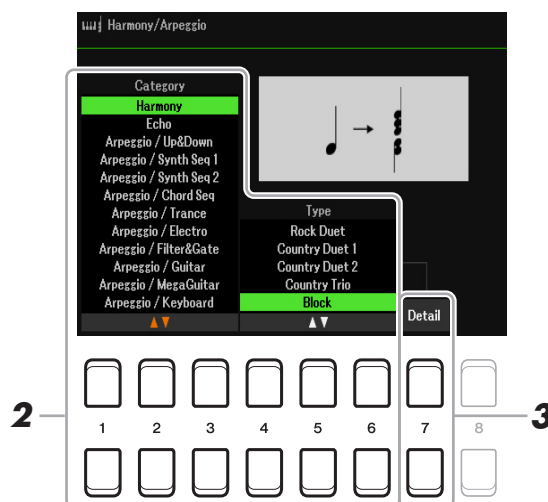 Harmony/Arpeggio
Category
Harmony
Echo
Arpeggio / Up&Down
Arpeggio / Synth Seq 1
Arpeggio / Synth Seq 2
Arpeggio / Chord Seq
Arpeggio / Trance
Arpeggio / Electro
Arpeggio / Filter&Gate
Arpeggio / Guitar
Arpeggio / MegaGuitar
Arpeggio / Keyboard
Type
Rock Duet
Country Duet 1
Country Duet 2
Country Trio
Block
Detail
2
1 2 3 4 5 6 7 8
3